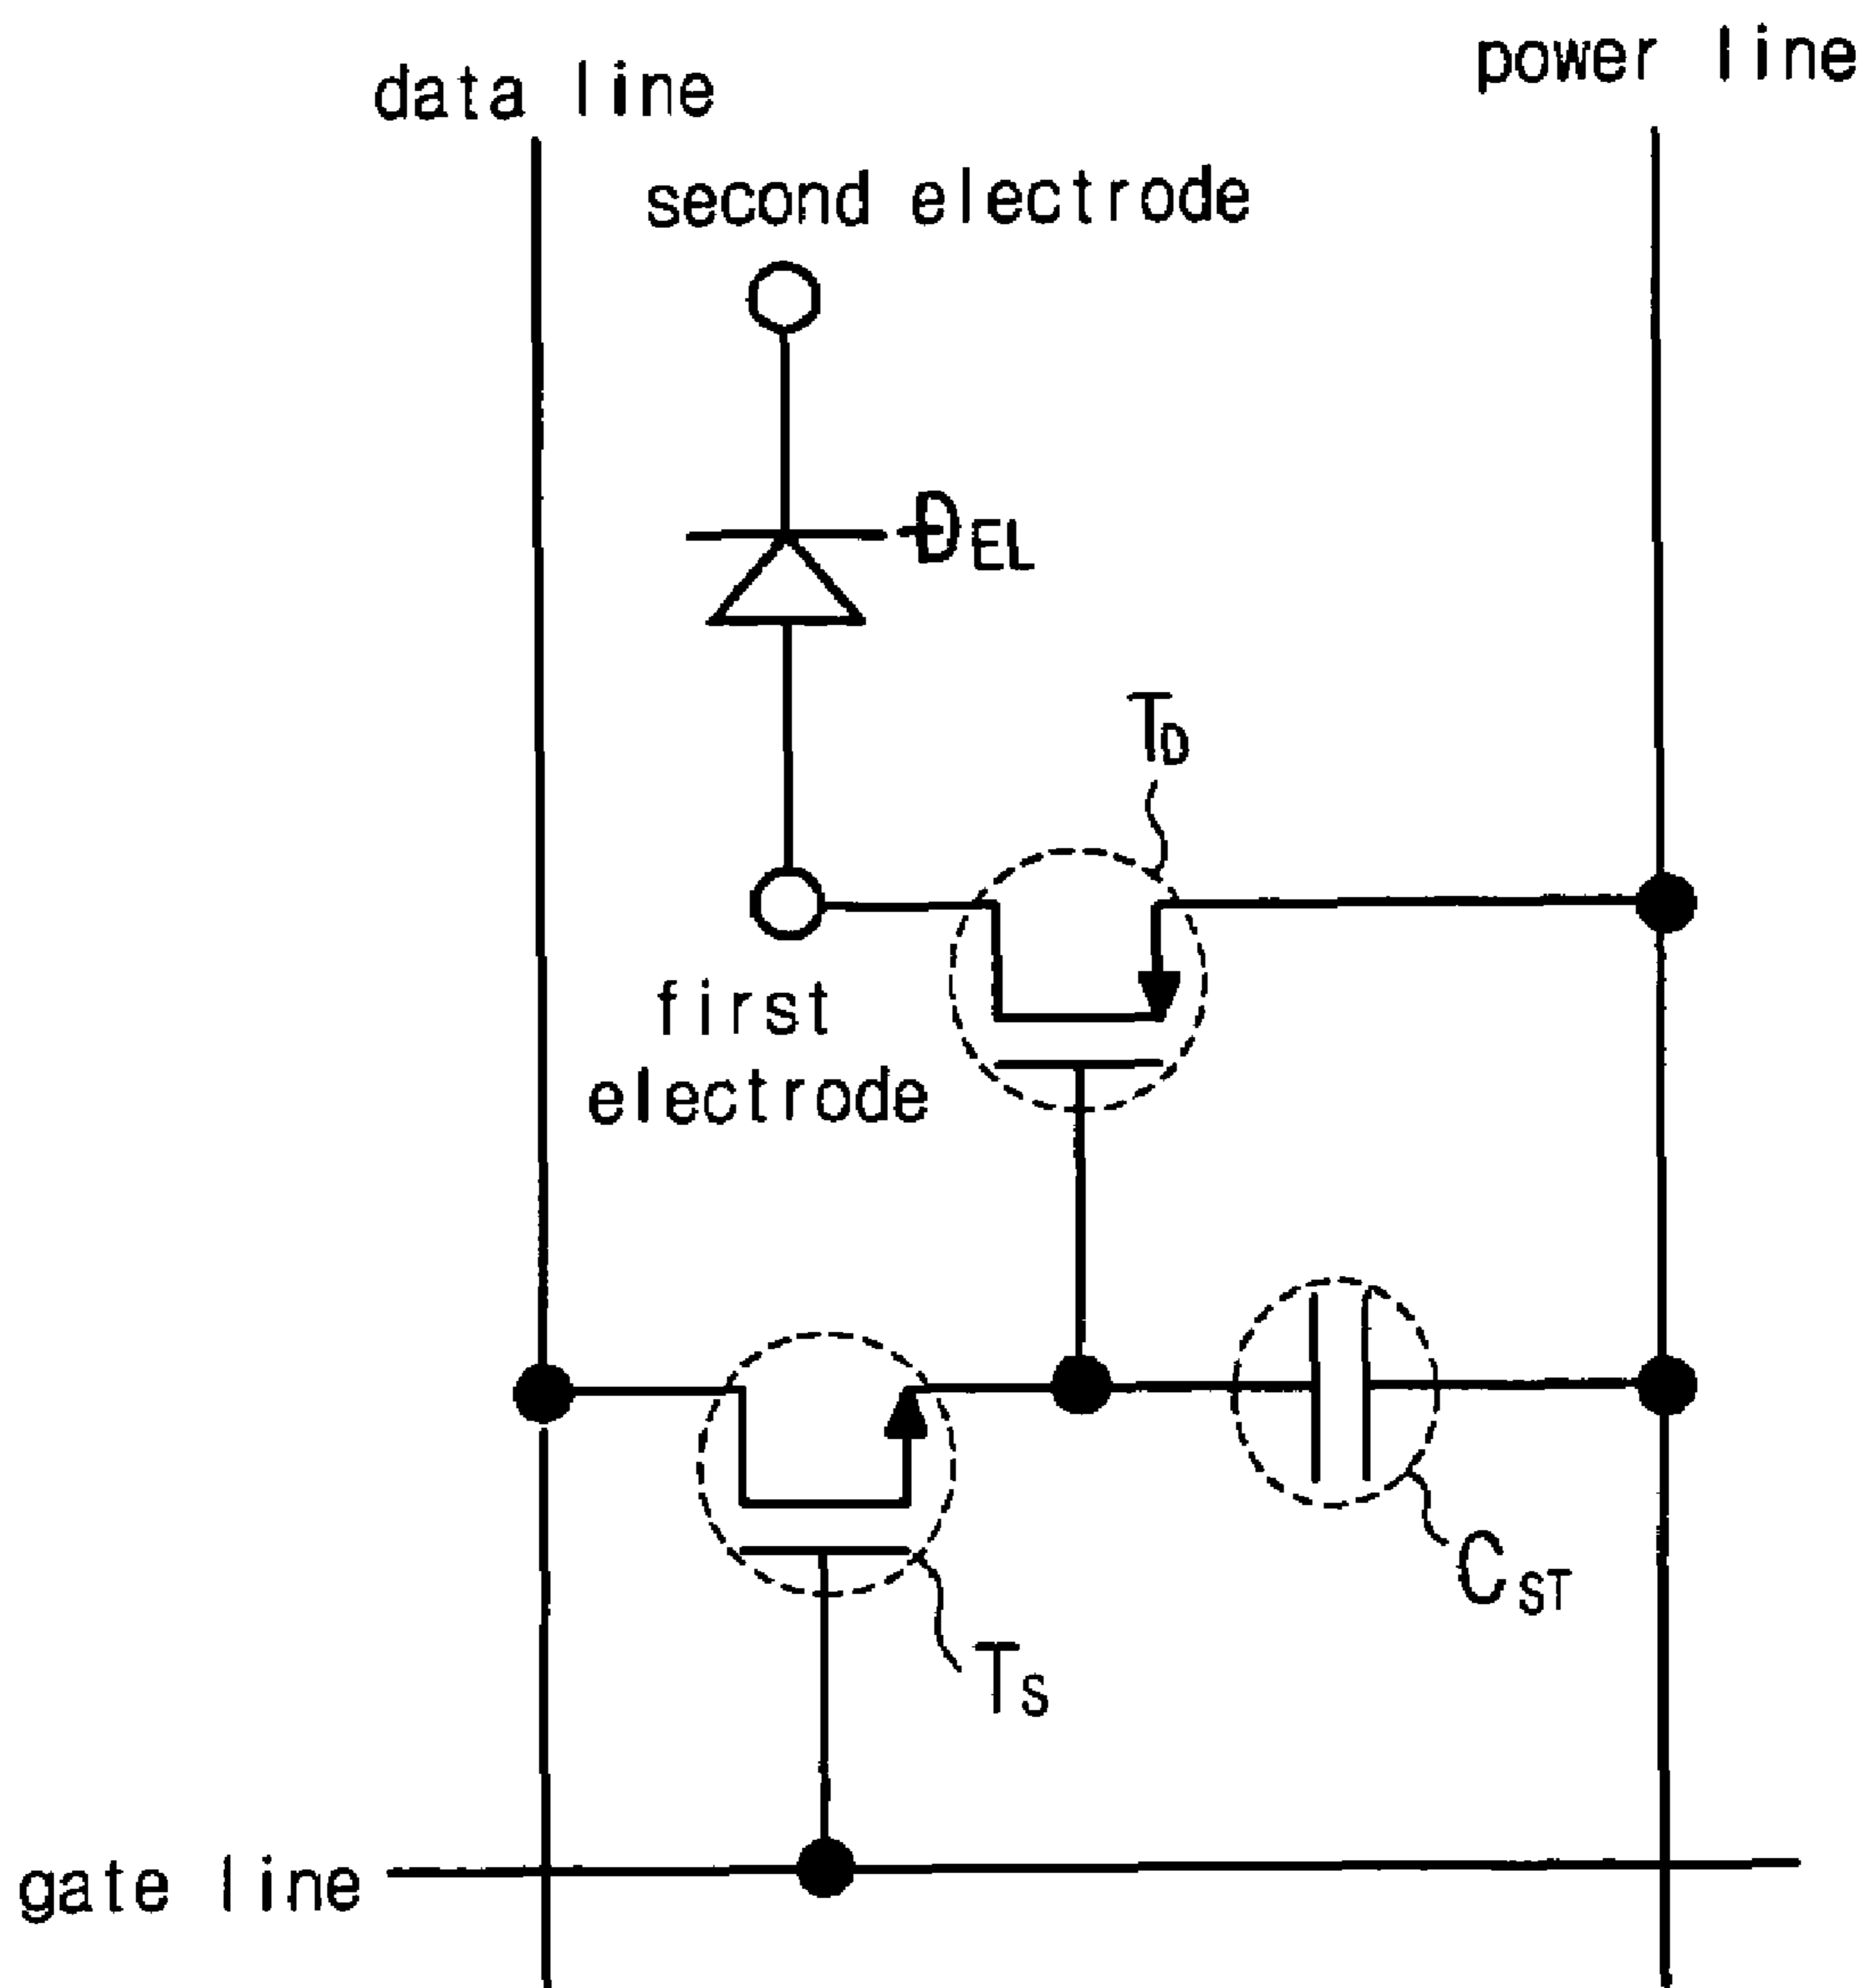 power line
data line
second electrode
DEL
TD
first
electrode
CST
TS
gate line